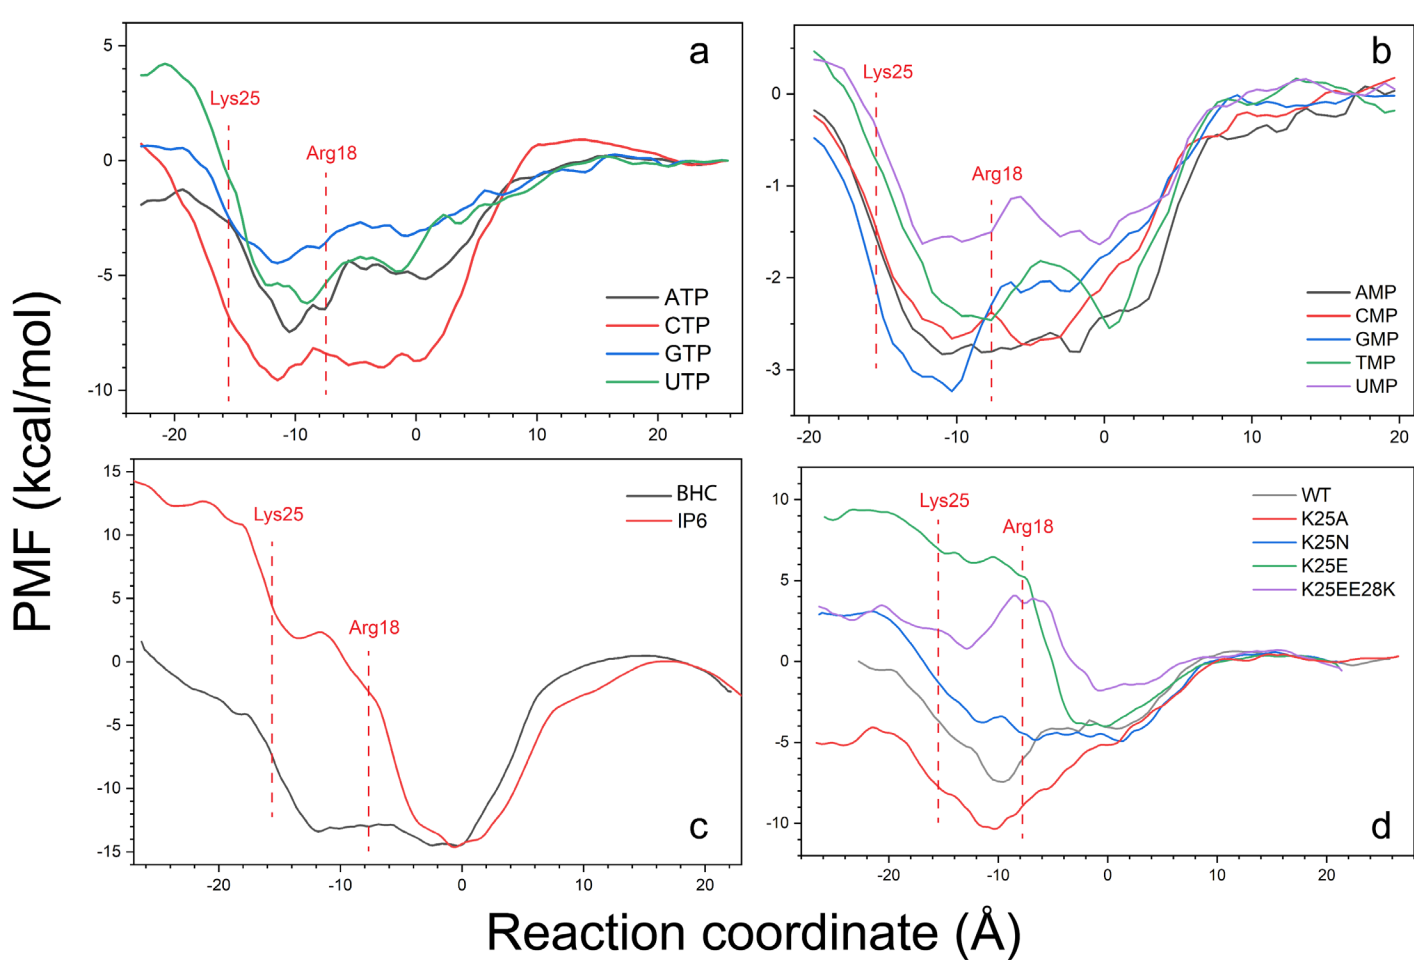 PMF (kcal/mol)
a
5
0
-5
-10
Lys25
Arg18
ATP
CTP
GTP
UTP
-20
-10
0
10
20
b
0
-1
-2
-3
Lys25
Arg18
AMP
CMP
GMP
TMP
UMP
-20
-10
0
10
20
15
10
5
0
-5
-10
-15
Lys25
Arg18
BHC
IP6
c
-20
-10
0
10
20
10
5
0
-5
-10
Lys25
Arg18
WT
K25A
K25N
K25E
K25EE28K
d
-20
-10
0
10
20
Reaction coordinate (Å)